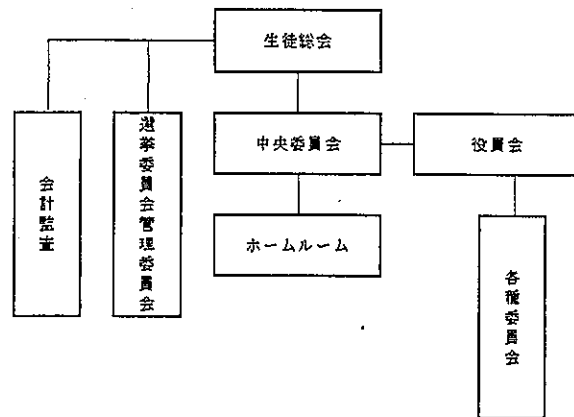 生徒総会
会計監査
選挙委員会管理委員会
中央委員会
役員会
ホームルーム
各種委員会